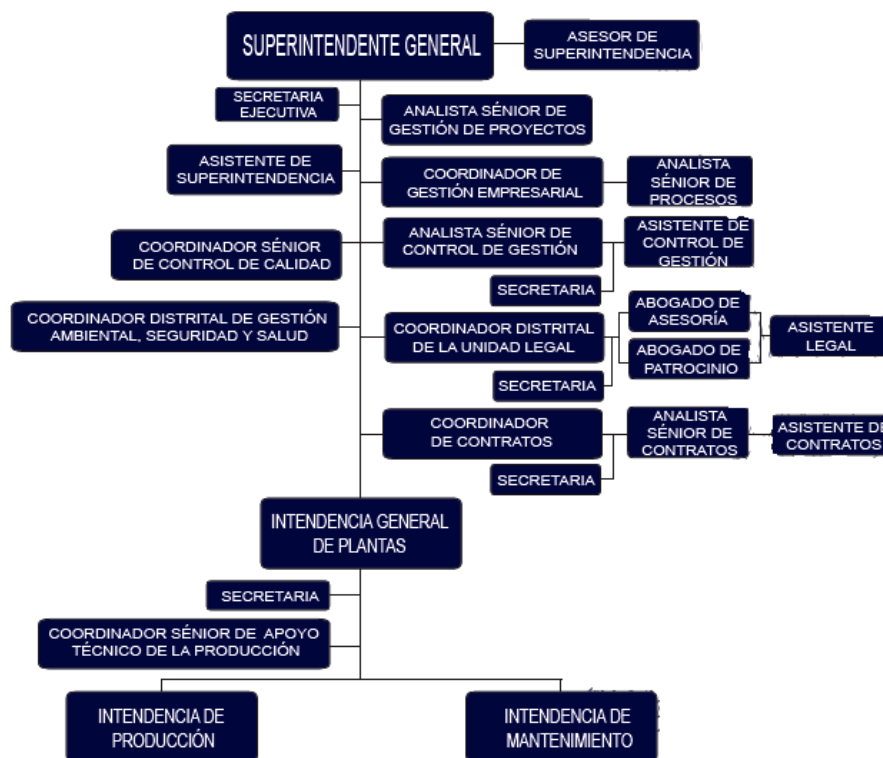 SUPERINTENDENTE GENERAL
ASESOR DE
SUPERINTENDENCIA
SECRETARIA
EJECUTIVA
ANALISTA SÉNIOR DE
GESTIÓN DE PROYECTOS
ASISTENTE DE
SUPERINTENDENCIA
COORDINADOR DE
GESTIÓN EMPRESARIAL
ANALISTA
SÉNIOR DE
PROCESOS
COORDINADOR SÉNIOR
DE CONTROL DE CALIDAD
ANALISTA SÉNIOR DE
CONTROL DE GESTIÓN
ASISTENTE DE
CONTROL DE
GESTIÓN
SECRETARIA
COORDINADOR DISTRITAL DE GESTIÓN
AMBIENTAL, SEGURIDAD Y SALUD
COORDINADOR DISTRITAL
DE LA UNIDAD LEGAL
ABOGADO DE
ASESORÍA
ABOGADO DE
PATROCINIO
ASISTENTE
LEGAL
SECRETARIA
COORDINADOR
DE CONTRATOS
ANALISTA
SÉNIOR DE
CONTRATOS
ASISTENTE DE
CONTRATOS
SECRETARIA
INTENDENCIA GENERAL
DE PLANTAS
SECRETARIA
COORDINADOR SÉNIOR DE APOYO
TÉCNICO DE LA PRODUCCIÓN
INTENDENCIA DE
PRODUCCIÓN
INTENDENCIA DE
MANTENIMIENTO